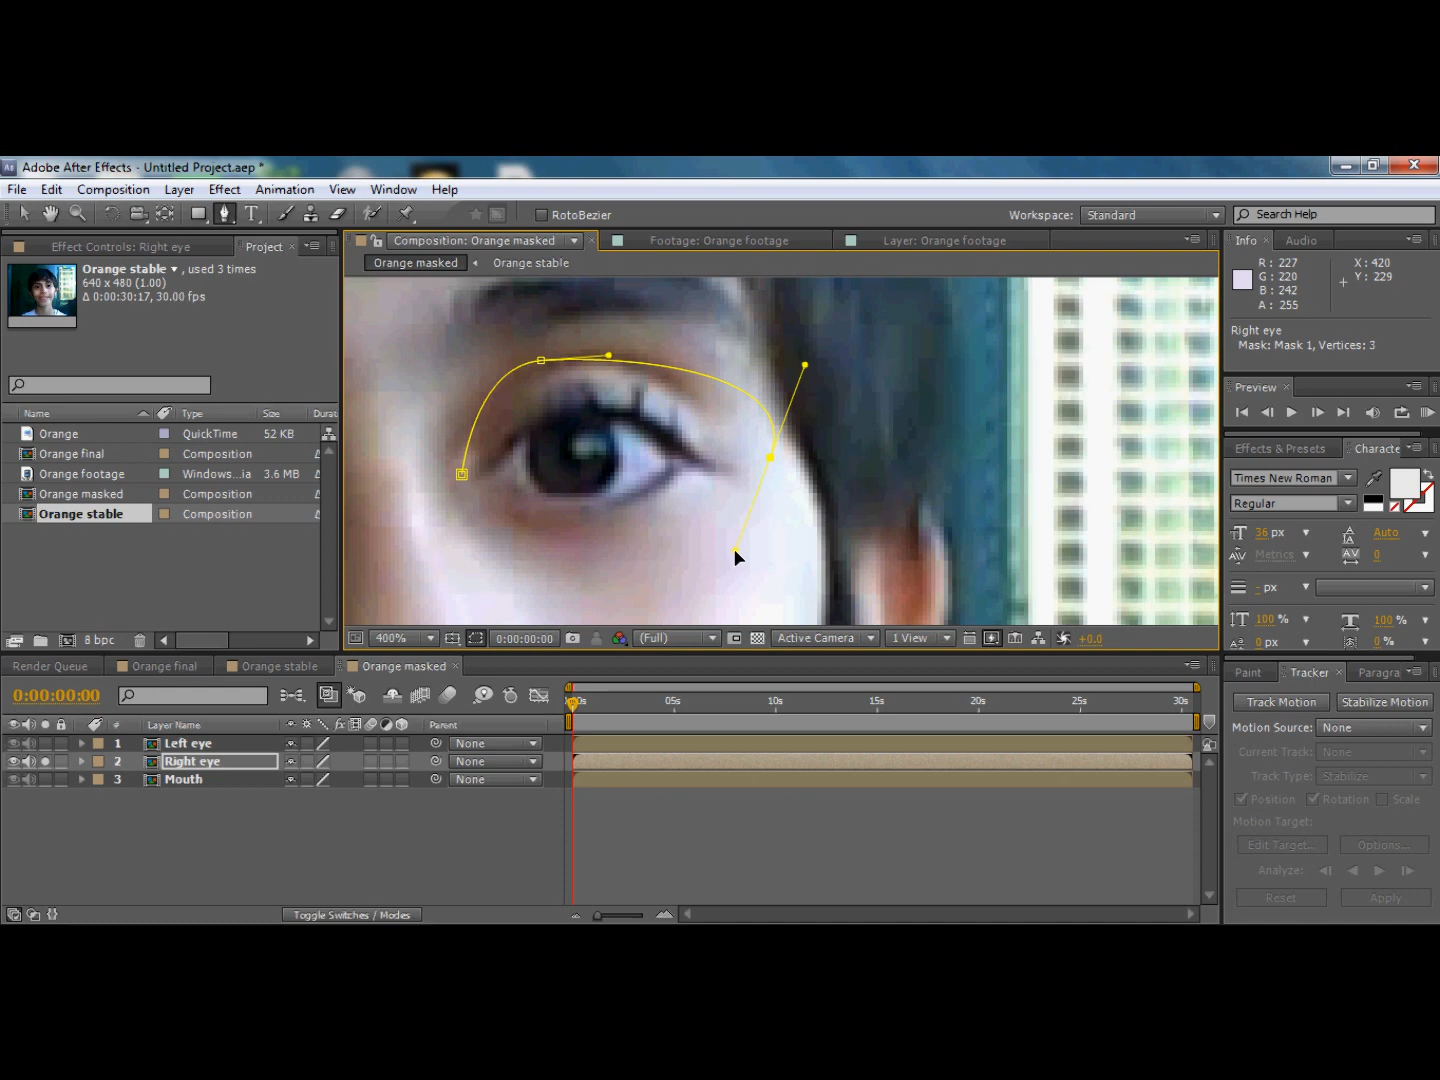 Adobe After Effects - Untitled Project.aep *
File Edit Composition Layer Effect Animation View Window Help
RotoBezier
Workspace: Standard
Search Help
Effect Controls: Right eye
Project
Orange stable , used 3 times
640 x 480 (1.00)
Δ 0:00:30:17, 30.00 fps
Name Type Size Durat
Orange QuickTime 52 KB
Orange final Composition
Orange footage Windows...ia 3.6 MB
Orange masked Composition
Orange stable Composition
8 bpc
Composition: Orange masked
Footage: Orange footage
Layer: Orange footage
Orange masked
Orange stable
400%
0:00:00:00
(Full)
Active Camera
1 View
+0.0
Info Audio
R : 227
G : 220
B : 242
A : 255
X : 420
Y : 229
Right eye
Mask: Mask 1, Vertices: 3
Preview
Effects & Presets
Characte
Times New Roman
Regular
36 px Auto
Metrics 0
- px
100 % 100 %
0 px 0 %
Render Queue
Orange final
Orange stable
Orange masked
0:00:00:00
# Layer Name Parent
1 Left eye None
2 Right eye None
3 Mouth None
05s 10s 15s 20s 25s 30s
Toggle Switches / Modes
Paint Tracker Paragra
Track Motion Stabilize Motion
Motion Source: None
Current Track: None
Track Type: Stabilize
Position Rotation Scale
Motion Target:
Edit Target... Options...
Analyze:
Reset Apply